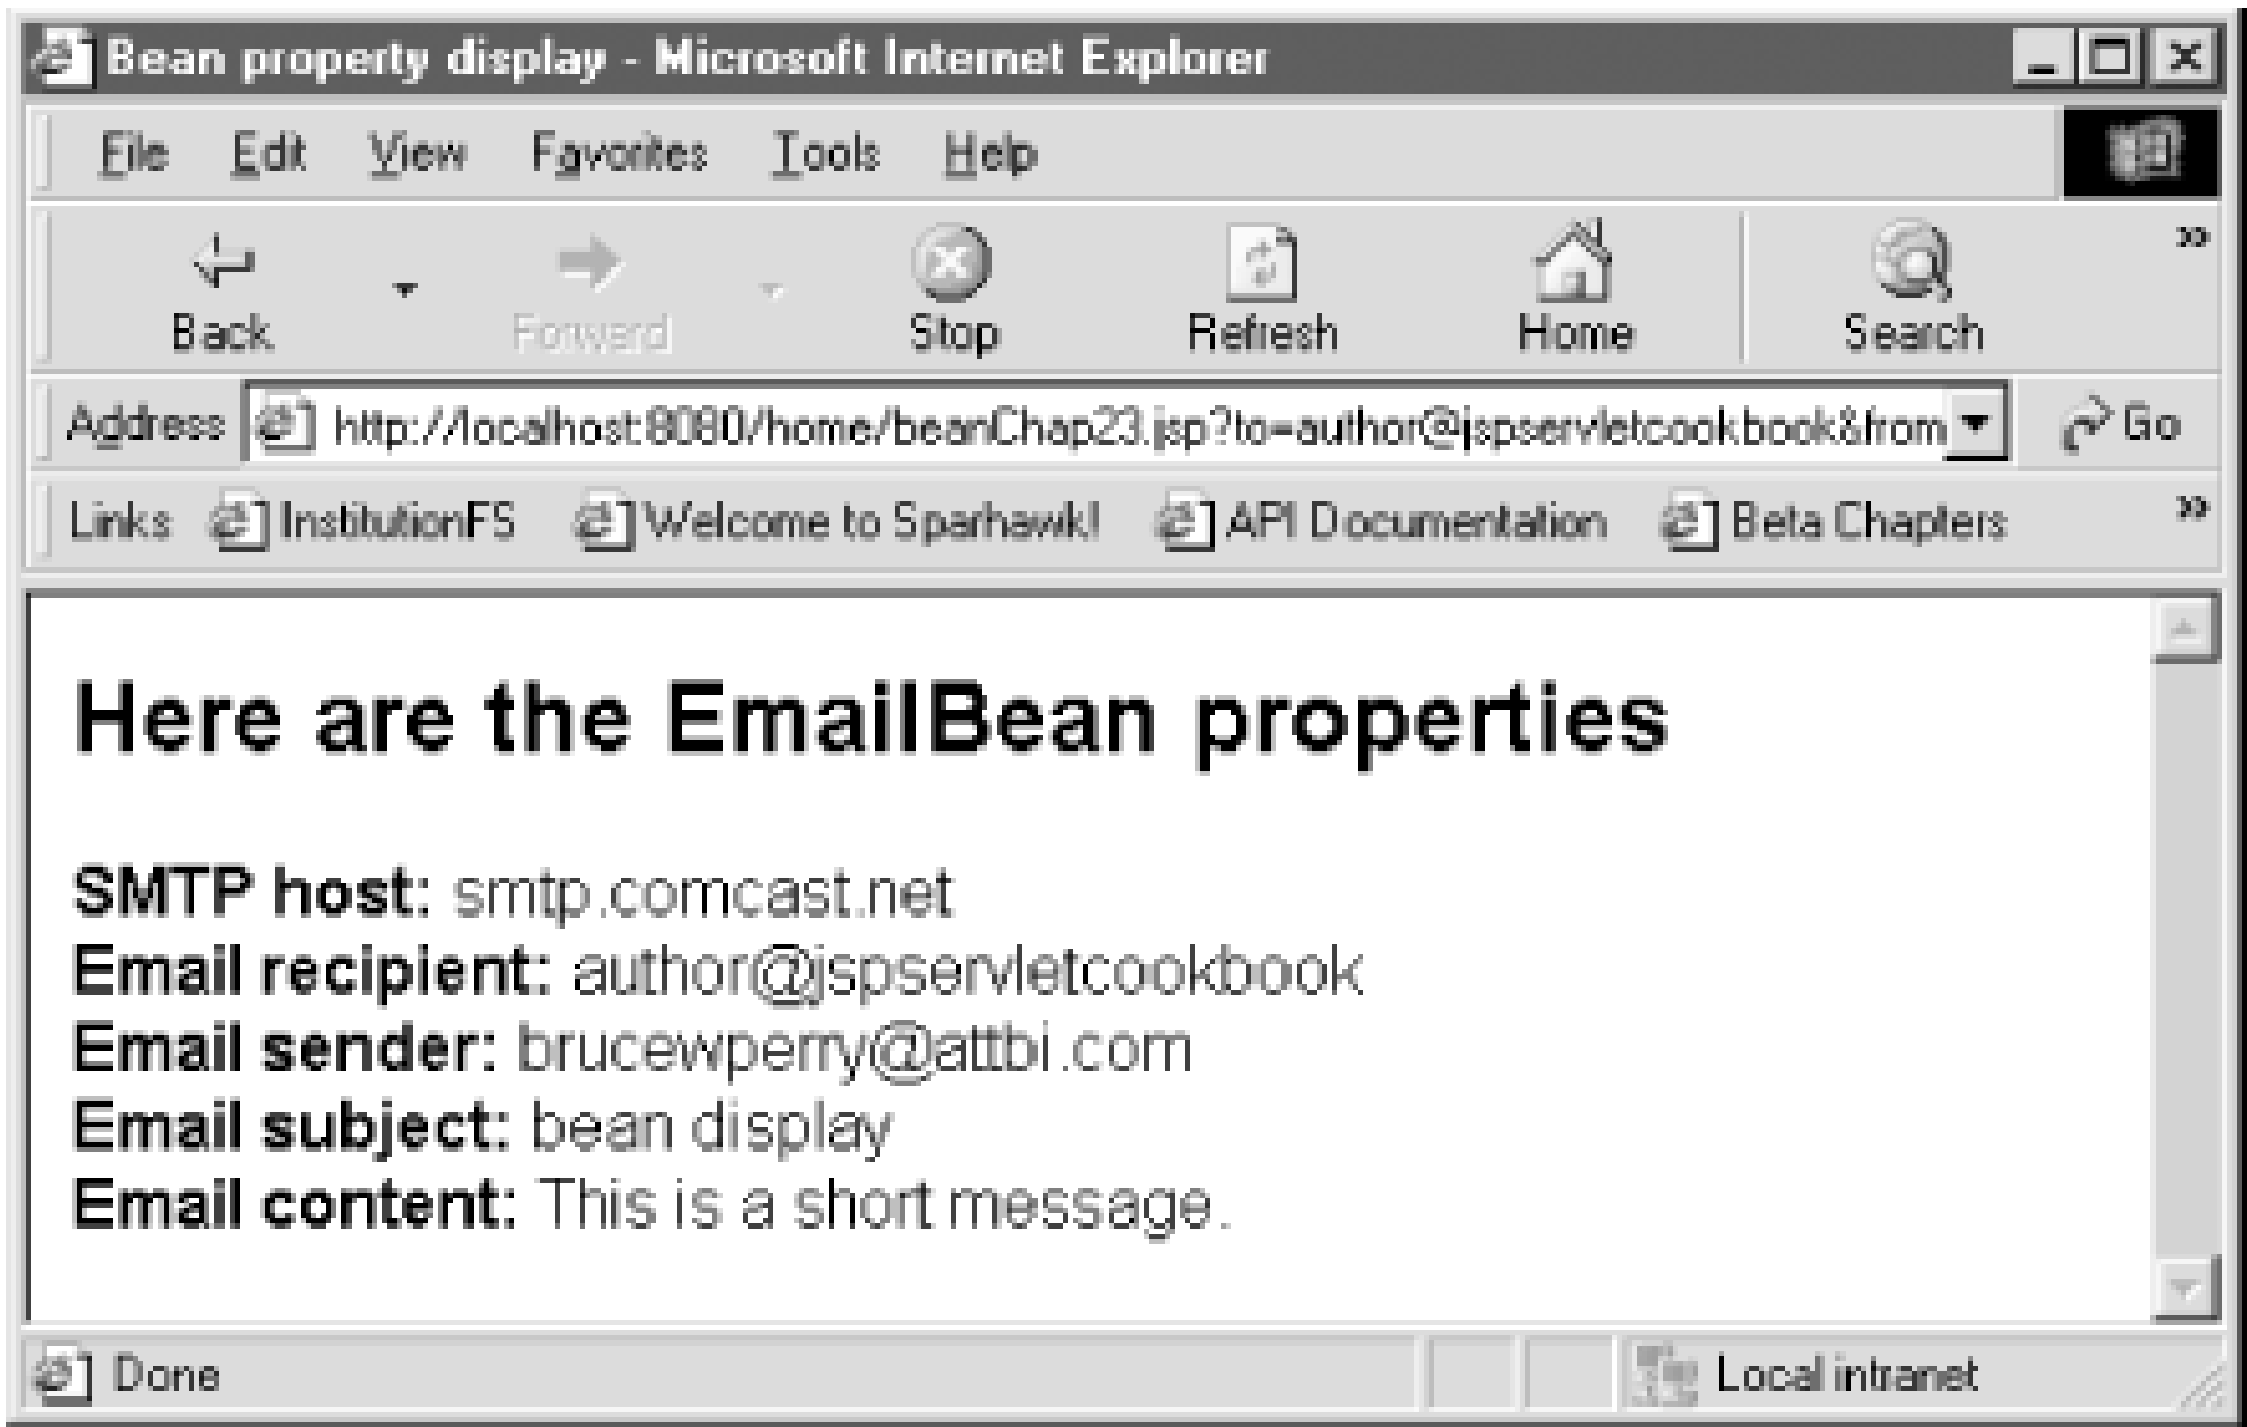 Bean property display - Microsoft Internet Explorer
File Edit View Favorites Tools Help
Back Forward Stop Refresh Home Search »
Address http://localhost:8080/home/beanChap23.jsp?to=author@jspservletcookbook&from Go
Links InstitutionFS Welcome to Sparhawk! API Documentation Beta Chapters »
Here are the EmailBean properties
SMTP host: smtp.comcast.net
Email recipient: author@jspservletcookbook
Email sender: brucewperry@attbi.com
Email subject: bean display
Email content: This is a short message.
Done Local intranet